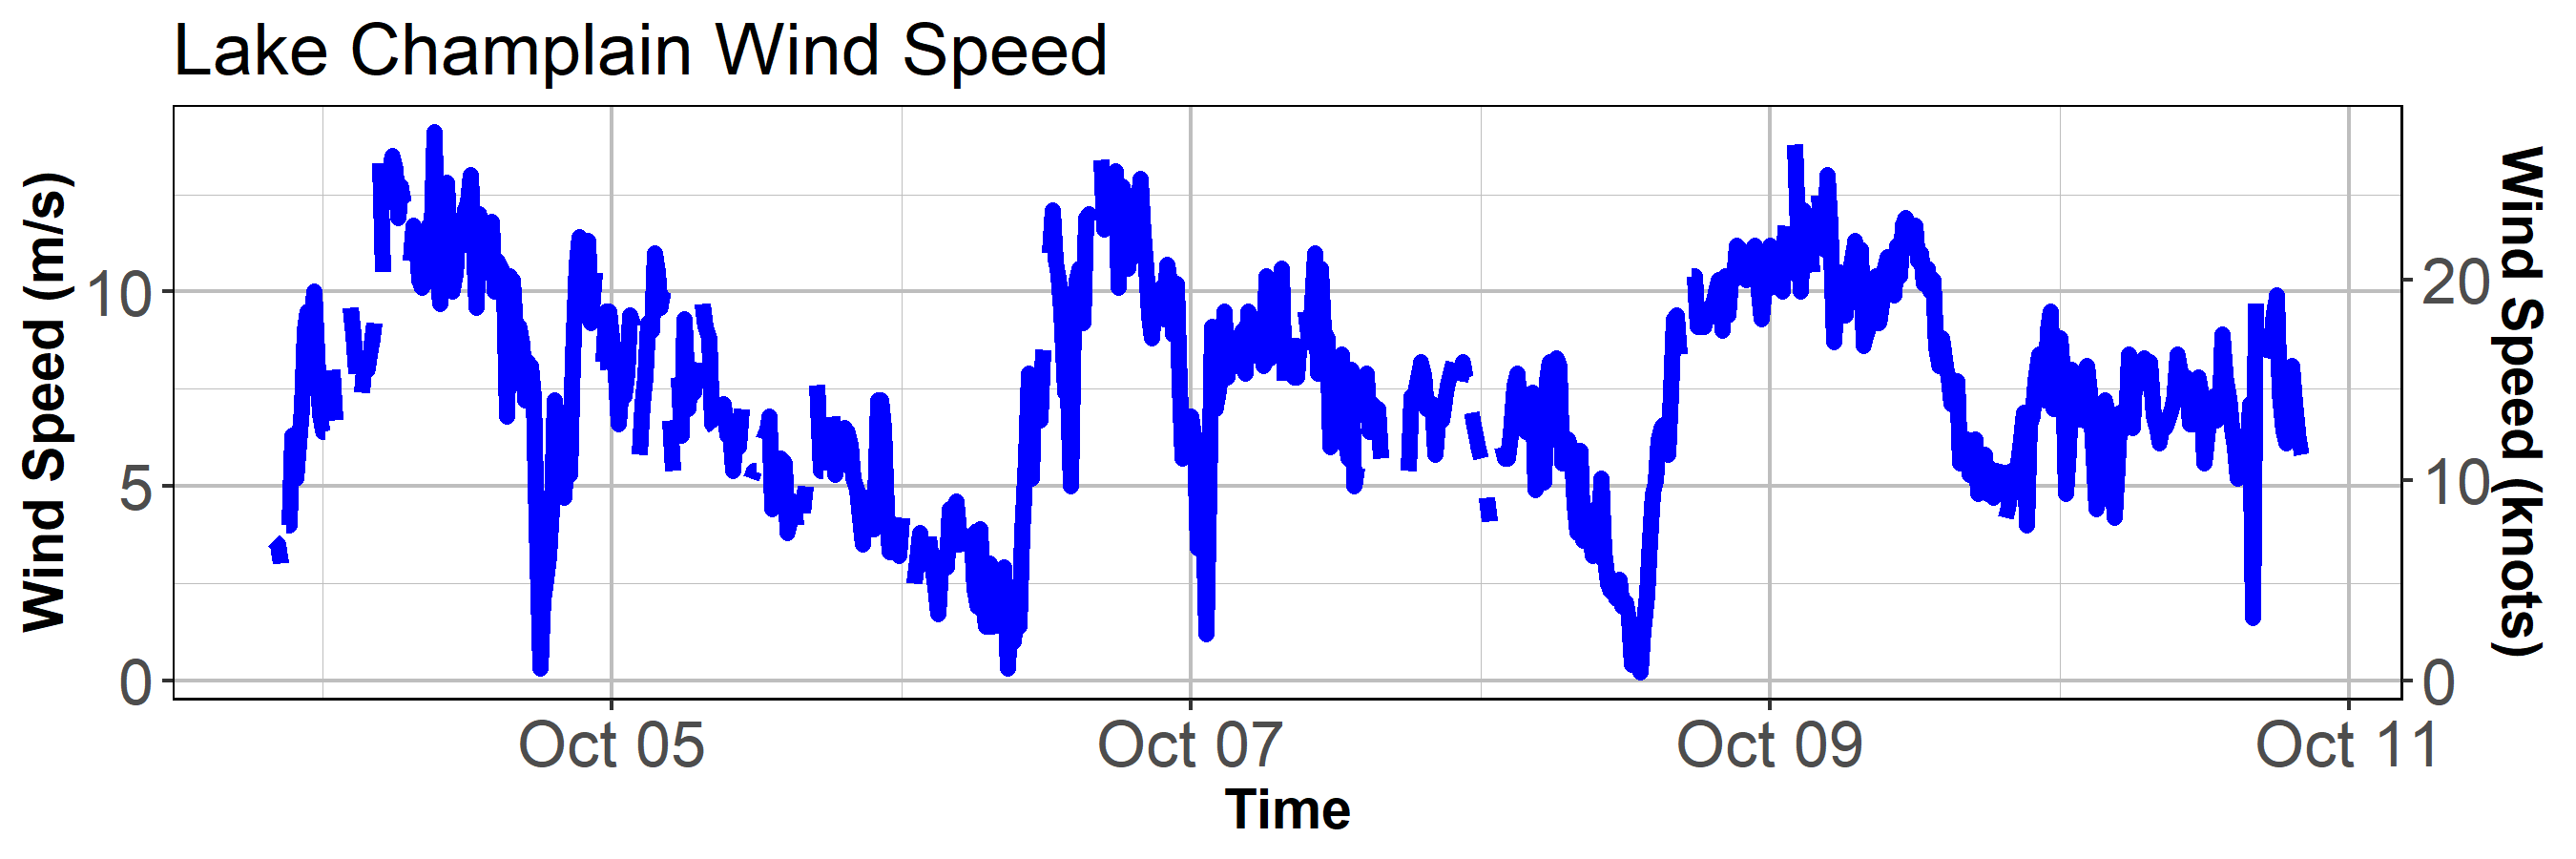 Lake Champlain Wind Speed
Wind Speed (m/s)
10
5
0
20
10
0
Wind Speed (knots)
Oct 05 Oct 07 Oct 09 Oct 11
Time